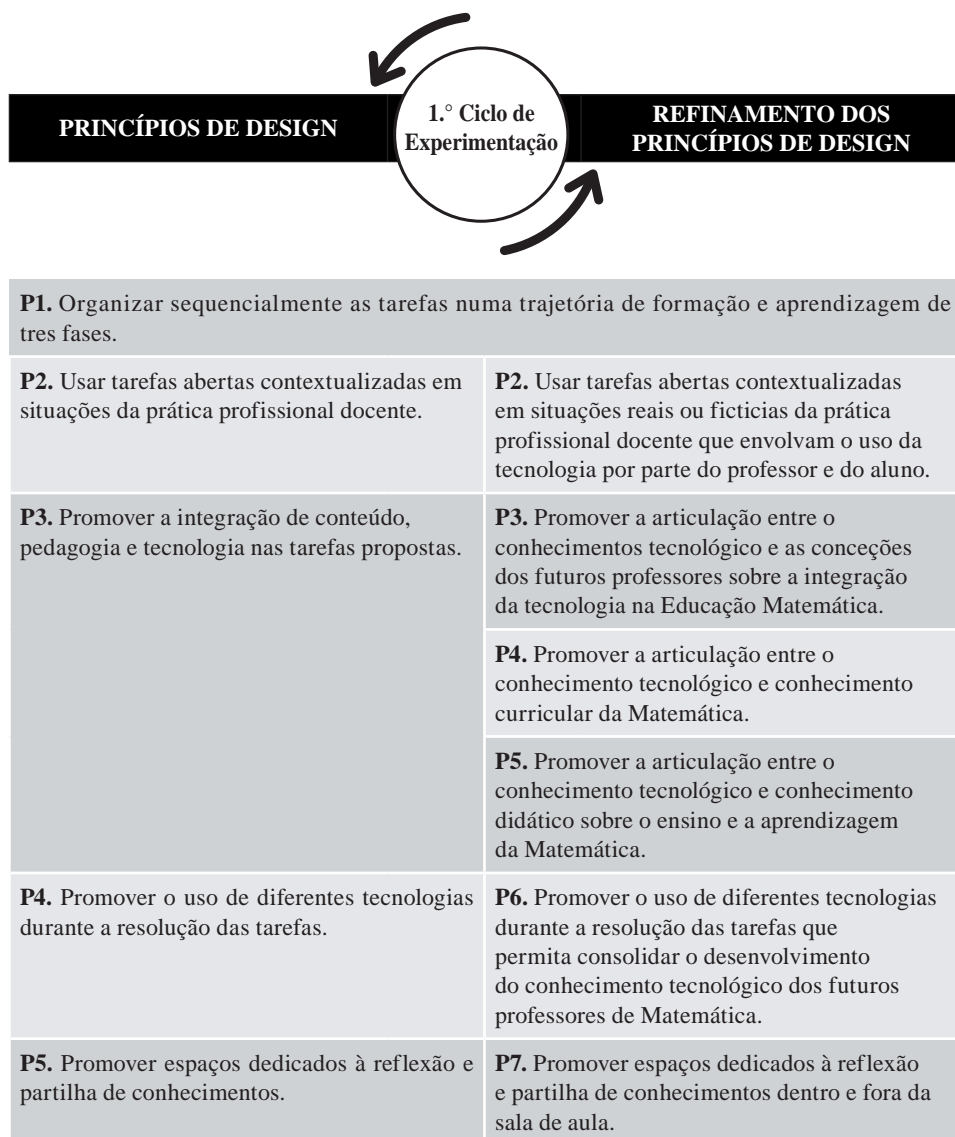 PRINCÍPIOS DE DESIGN
1.° Ciclo de
Experimentação
REFINAMENTO DOS
PRINCÍPIOS DE DESIGN
P1. Organizar sequencialmente as tarefas numa trajetória de formação e aprendizagem de
tres fases.
P2. Usar tarefas abertas contextualizadas em
situações da prática profissional docente.
P2. Usar tarefas abertas contextualizadas
em situações reais ou ficticias da prática
profissional docente que envolvam o uso da
tecnologia por parte do professor e do aluno.
P3. Promover a integração de conteúdo,
pedagogia e tecnologia nas tarefas propostas.
P3. Promover a articulação entre o
conhecimentos tecnológico e as conceções
dos futuros professores sobre a integração
da tecnologia na Educação Matemática.
P4. Promover a articulação entre o
conhecimento tecnológico e conhecimento
curricular da Matemática.
P5. Promover a articulação entre o
conhecimento tecnológico e conhecimento
didático sobre o ensino e a aprendizagem
da Matemática.
P4. Promover o uso de diferentes tecnologias
durante a resolução das tarefas.
P6. Promover o uso de diferentes tecnologias
durante a resolução das tarefas que
permita consolidar o desenvolvimento
do conhecimento tecnológico dos futuros
professores de Matemática.
P5. Promover espaços dedicados à reflexão e
partilha de conhecimentos.
P7. Promover espaços dedicados à reflexão
e partilha de conhecimentos dentro e fora da
sala de aula.